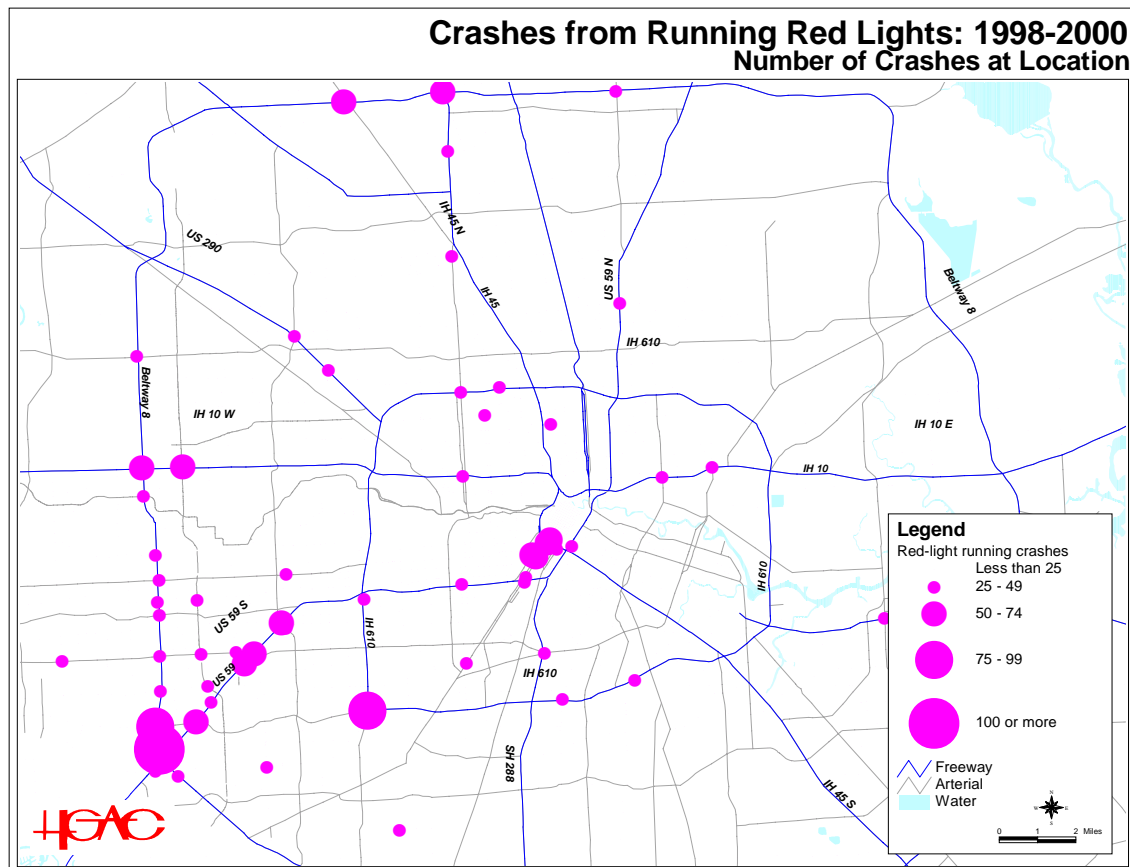 Crashes from Running Red Lights: 1998-2000
Number of Crashes at Location
IH 45 N
US 290
IH 45
US 59 N
Beltway 8
IH 610
Beltway 8
IH 10 W
IH 10 E
IH 10
IH 610
US 59 S
IH 610
US 59
IH 610
SH 288
IH 45 S
Legend
Red-light running crashes
Less than 25
25 - 49
50 - 74
75 - 99
100 or more
Freeway
Arterial
Water
N
W E
S
0 1 2 Miles
HGAC